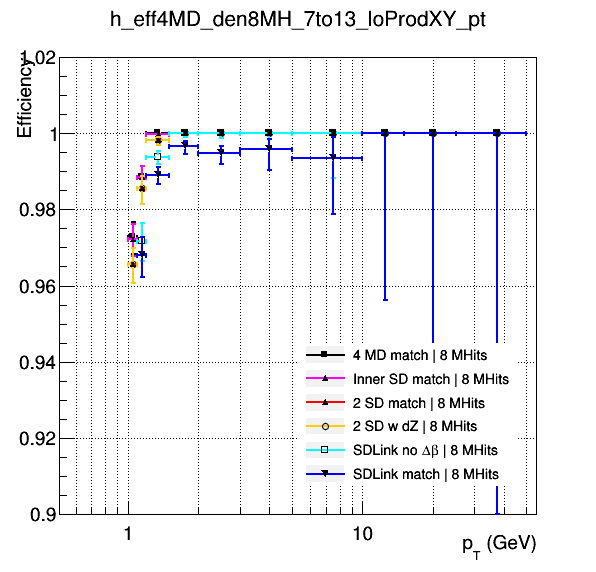 h_eff4MD_den8MH_7to13_loProdXY_pt
Efficiency
1.02
1
0.98
0.96
0.94
0.92
0.9
4 MD match | 8 MHits
Inner SD match | 8 MHits
2 SD match | 8 MHits
2 SD w dZ | 8 MHits
SDLink no Δβ | 8 MHits
SDLink match | 8 MHits
1
10
p_T (GeV)